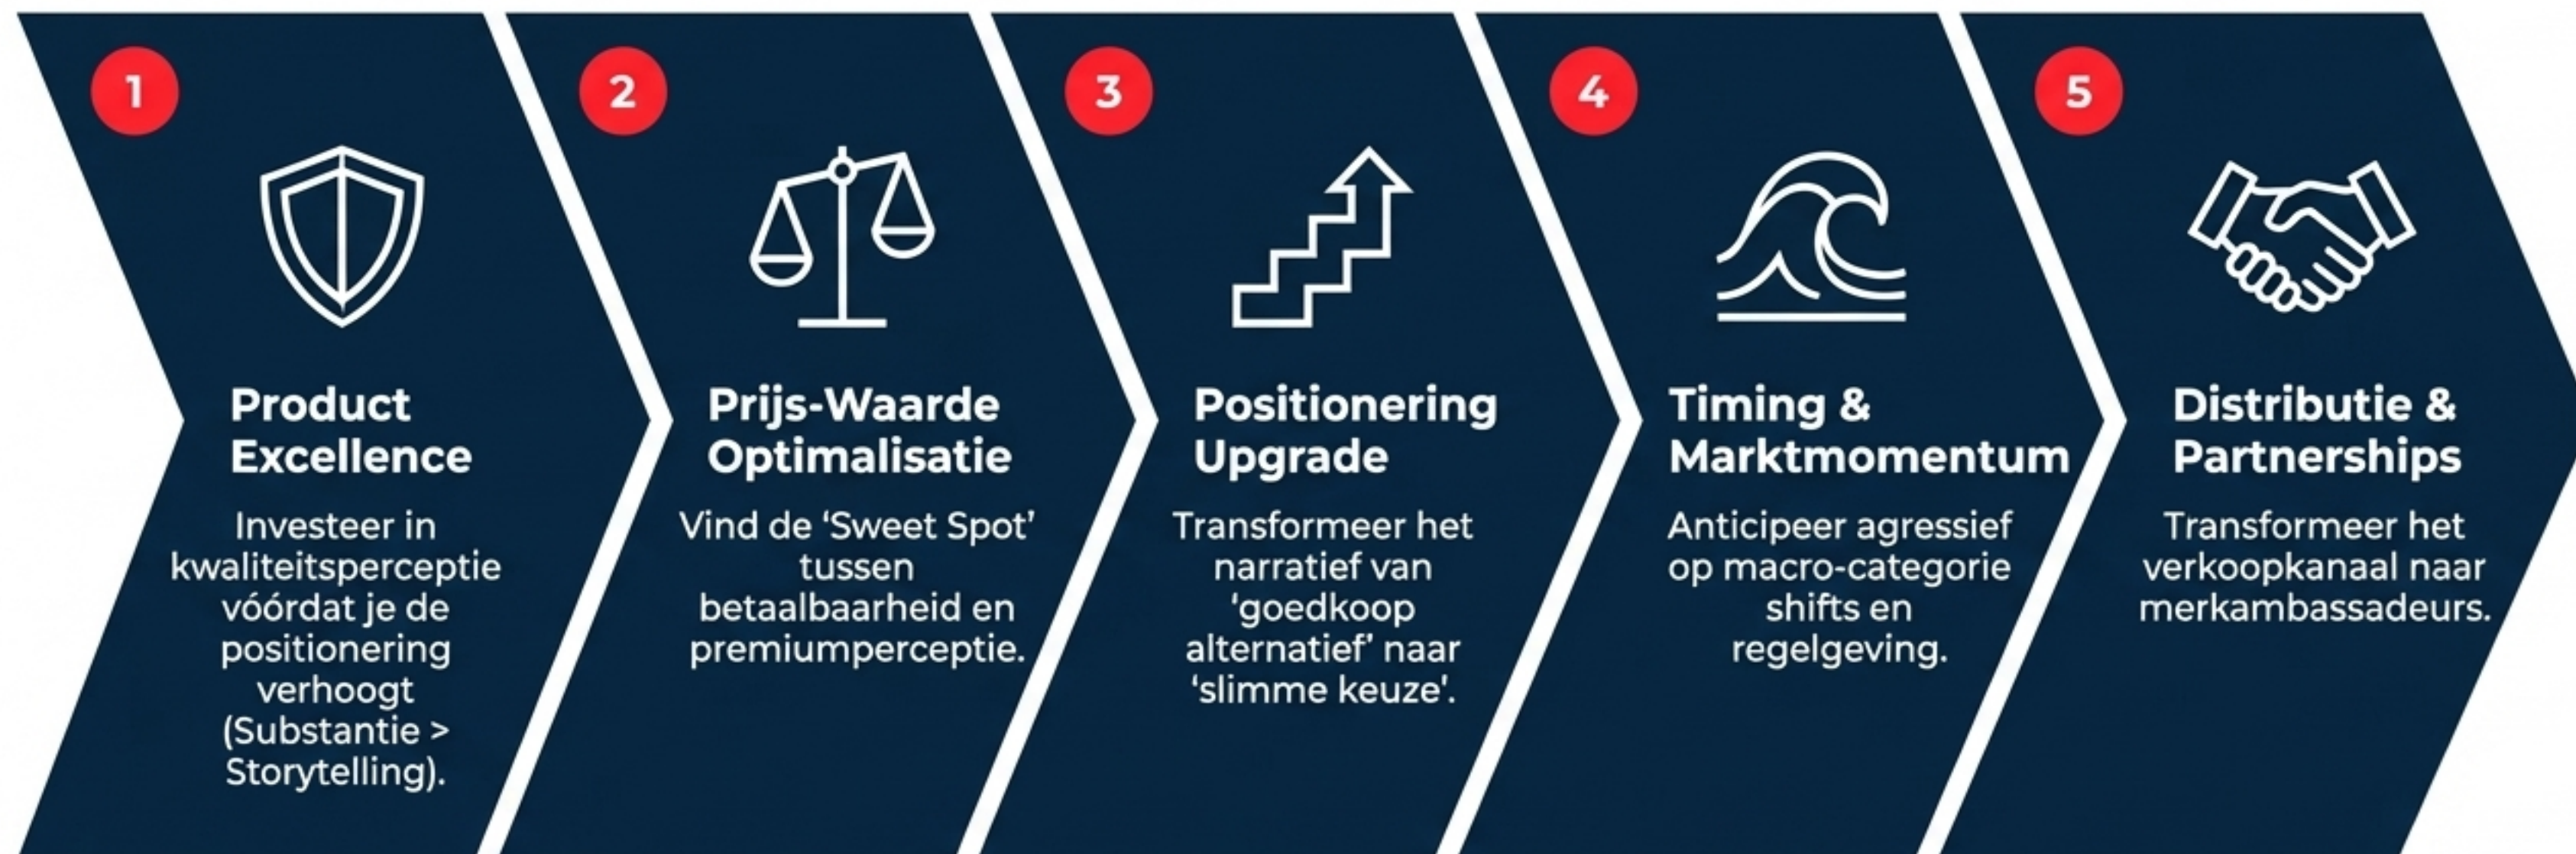 1
Product
Excellence
Investeer in
kwaliteitsperceptie
vóórdat je de
positionering
verhoogt
(Substantie >
Storytelling).
2
Prijs-Waarde
Optimalisatie
Vind de ‘Sweet Spot’
tussen
betaalbaarheid en
premiumperceptie.
3
Positionering
Upgrade
Transformeer het
narratief van
‘goedkoop
alternatief’ naar
‘slimme keuze’.
4
Timing &
Marktmomentum
Anticipeer agressief
op macro-categorie
shifts en
regelgeving.
5
Distributie &
Partnerships
Transformeer het
verkoopkanaal naar
merkambassadeurs.